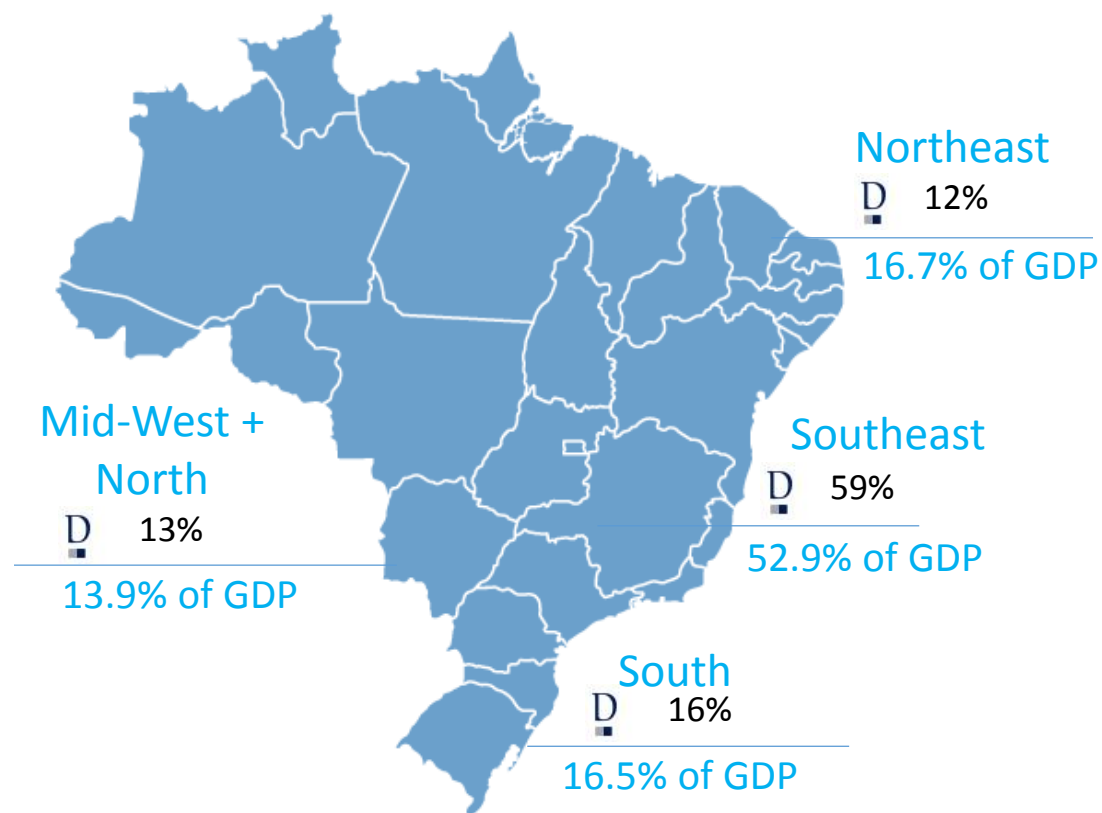 Northeast
D 12%
16.7% of GDP
Mid-West +
North
D 13%
13.9% of GDP
Southeast
D 59%
52.9% of GDP
South
D 16%
16.5% of GDP